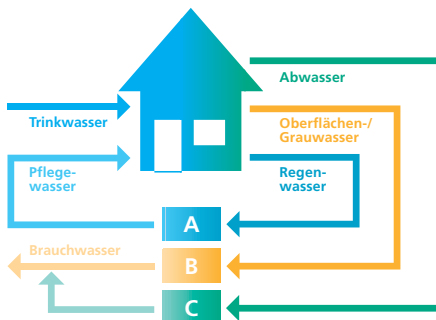 Abwasser
Trinkwasser
Oberflächen-/
Grauwasser
Pflege-
wasser
Regen-
wasser
A
Brauchwasser
B
C